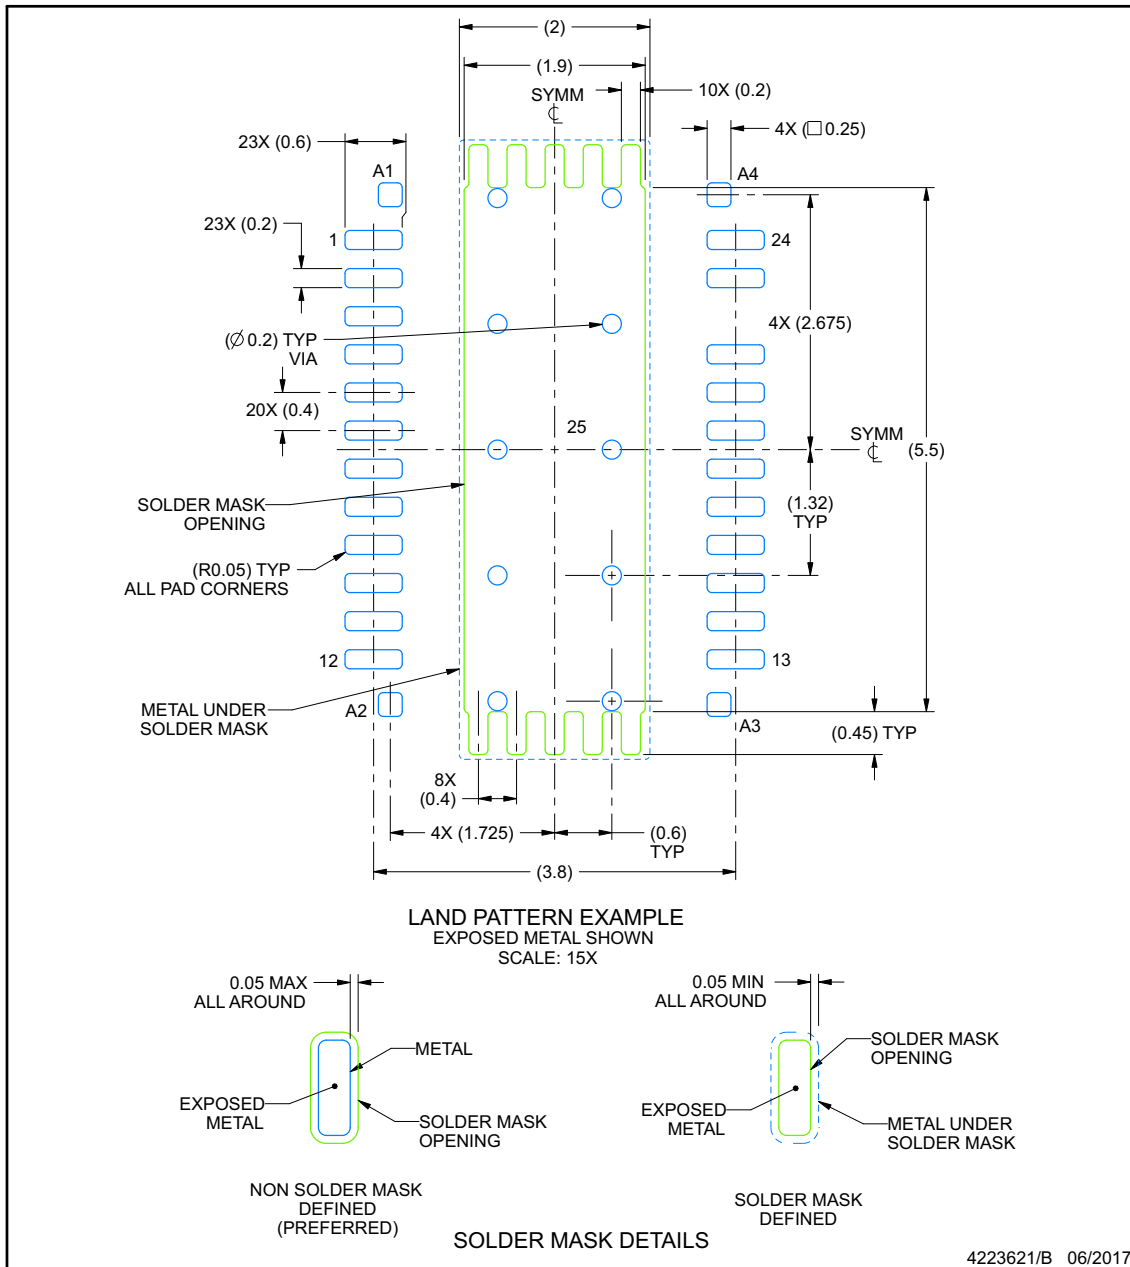 (2)
(1.9)
SYMM
℄
10X (0.2)
4X (□ 0.25)
23X (0.6)
A1
A4
23X (0.2)
1
24
4X (2.675)
(Ø 0.2) TYP
VIA
20X (0.4)
25
SYMM
℄
(5.5)
SOLDER MASK
OPENING
(1.32)
TYP
(R0.05) TYP
ALL PAD CORNERS
12
13
METAL UNDER
SOLDER MASK
A2
A3
(0.45) TYP
8X
(0.4)
4X (1.725)
(0.6)
TYP
(3.8)
LAND PATTERN EXAMPLE
EXPOSED METAL SHOWN
SCALE: 15X
0.05 MAX
ALL AROUND
METAL
EXPOSED
METAL
SOLDER MASK
OPENING
NON SOLDER MASK
DEFINED
(PREFERRED)
0.05 MIN
ALL AROUND
SOLDER MASK
OPENING
EXPOSED
METAL
METAL UNDER
SOLDER MASK
SOLDER MASK
DEFINED
SOLDER MASK DETAILS
4223621/B 06/2017